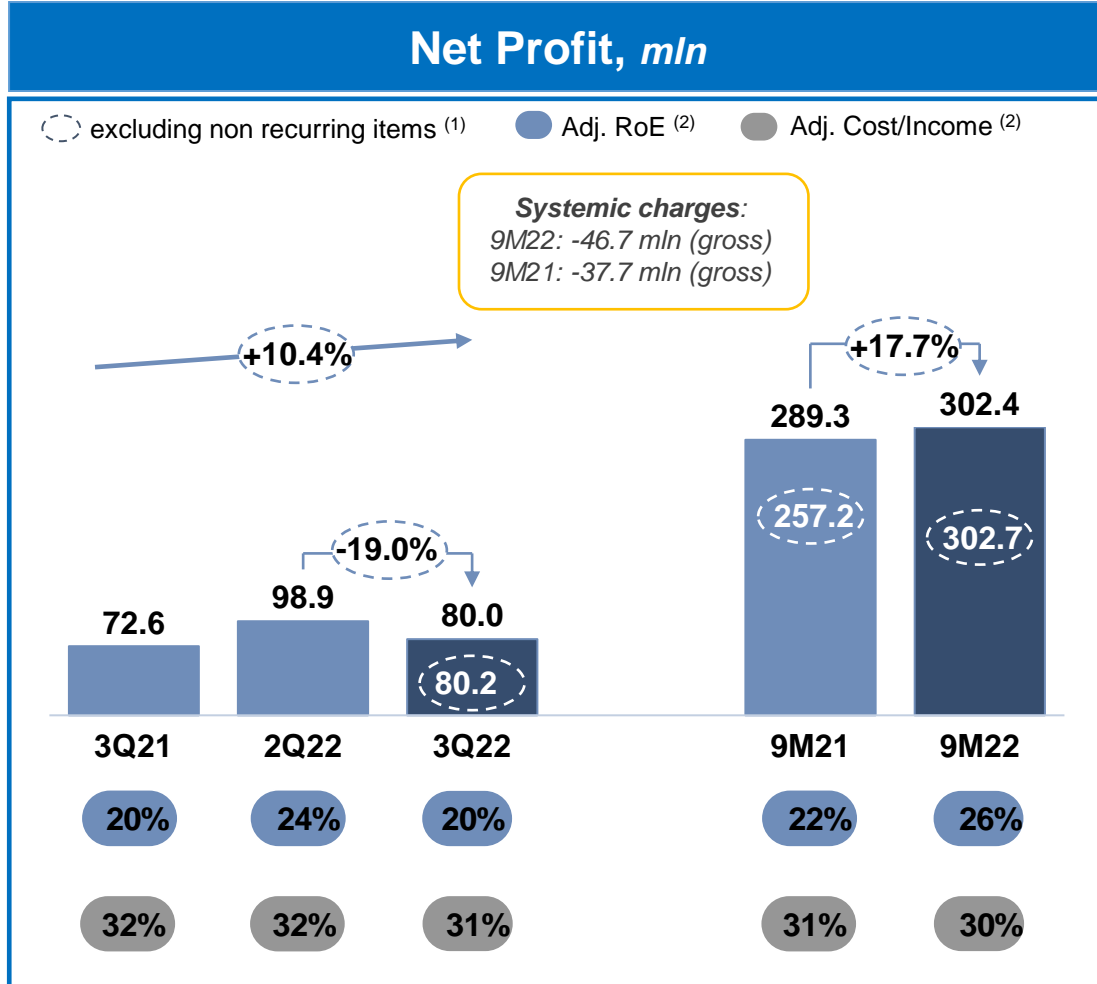 Net Profit, mln
excluding non recurring items (1)
Adj. RoE (2)
Adj. Cost/Income (2)
Systemic charges:
9M22: -46.7 mln (gross)
9M21: -37.7 mln (gross)
+10.4%
+17.7%
289.3
302.4
257.2
302.7
-19.0%
72.6
98.9
80.0
80.2
3Q21
2Q22
3Q22
9M21
9M22
20%
24%
20%
22%
26%
32%
32%
31%
31%
30%